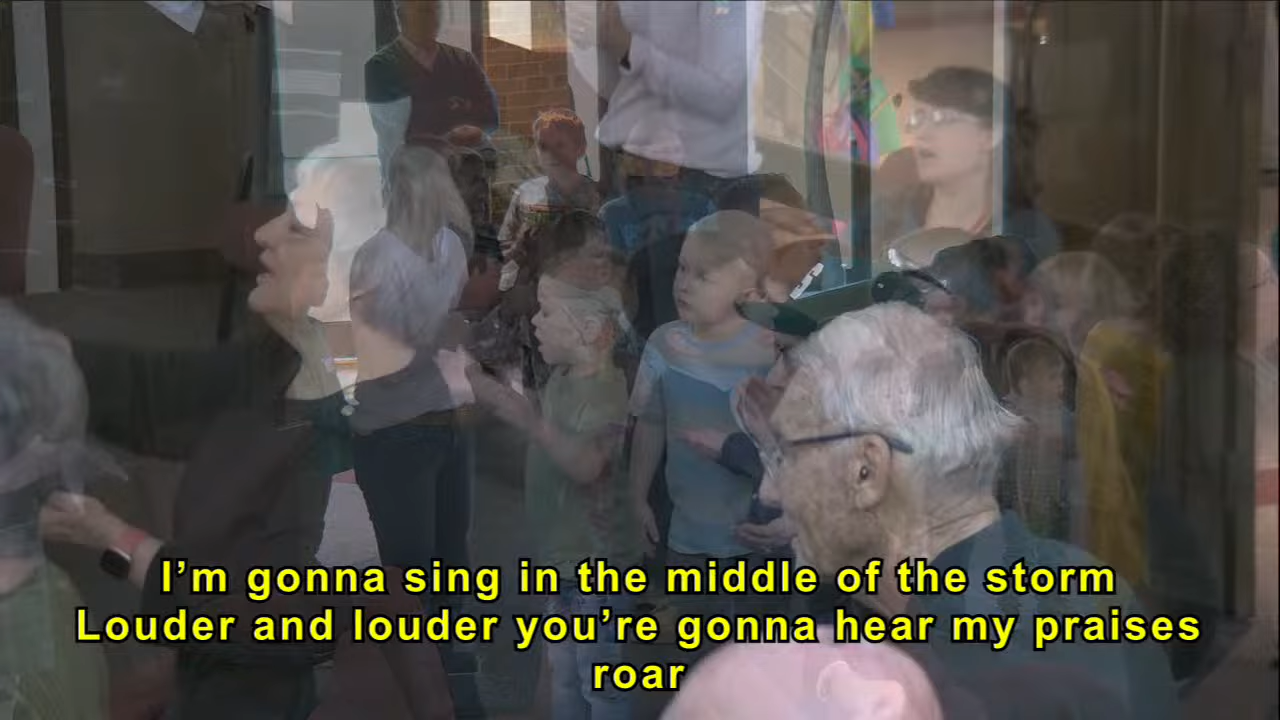 I’m gonna sing in the middle of the storm
Louder and louder you’re gonna hear my praises
roar